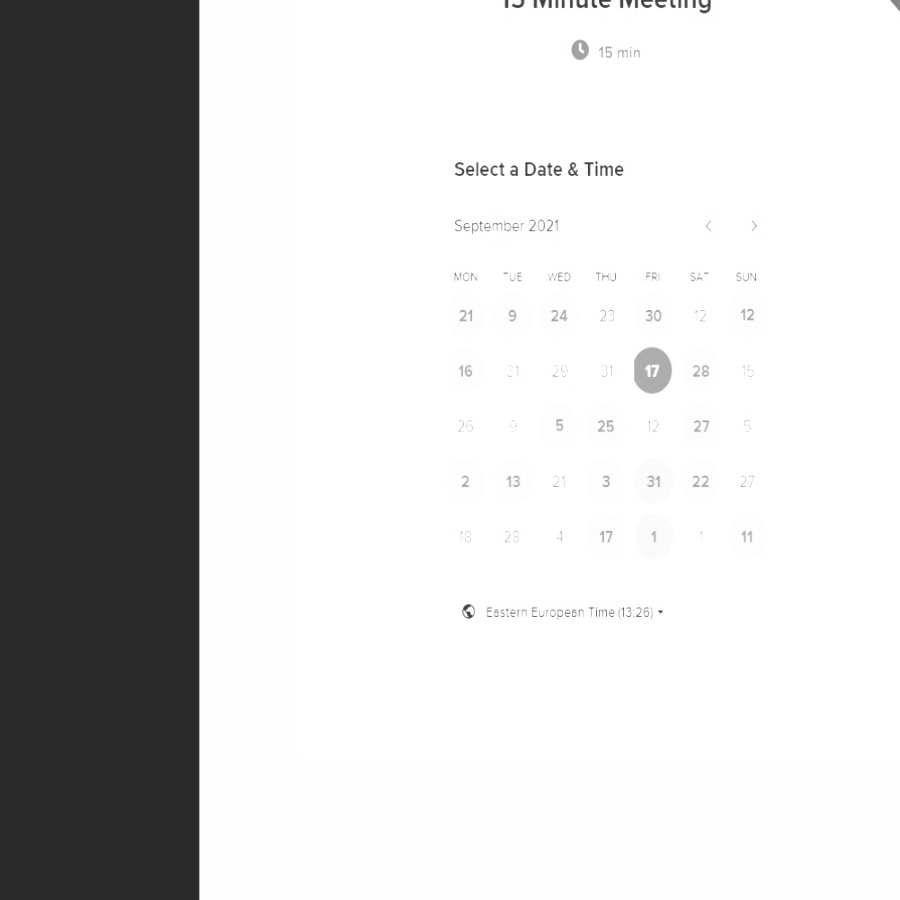 15 Minute Meeting
15 min
Select a Date & Time
September 2021
MON TUE WED THU FRI SAT SUN
21 9 24 23 30 12 12
16 31 29 31 17 28 15
26 9 5 25 12 27 5
2 13 21 3 31 22 27
18 28 4 17 1 1 11
Eastern European Time (13:26)